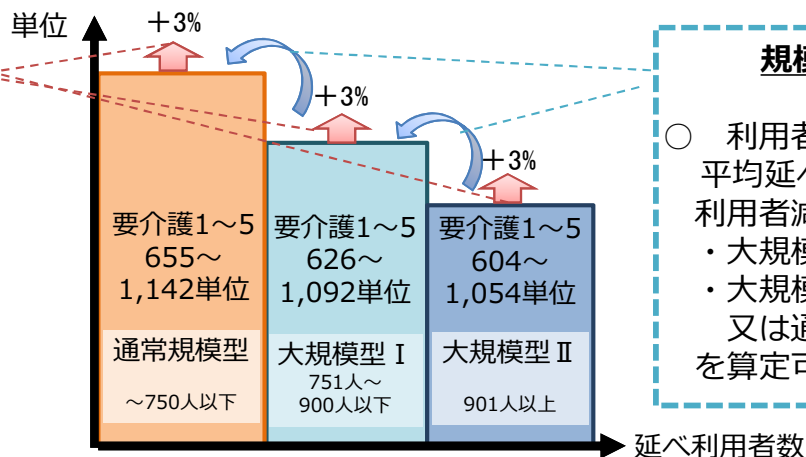 単位
＋3%
＋3%
＋3%
要介護1～5
655～
1,142単位
通常規模型
～750人以下
要介護1～5
626～
1,092単位
大規模型Ⅰ
751人～
900人以下
要介護1～5
604～
1,054単位
大規模型Ⅱ
901人以上
延べ利用者数
規模
○　利用者
平均延べ
利用者減
・大規模
・大規模
又は通
を算定可